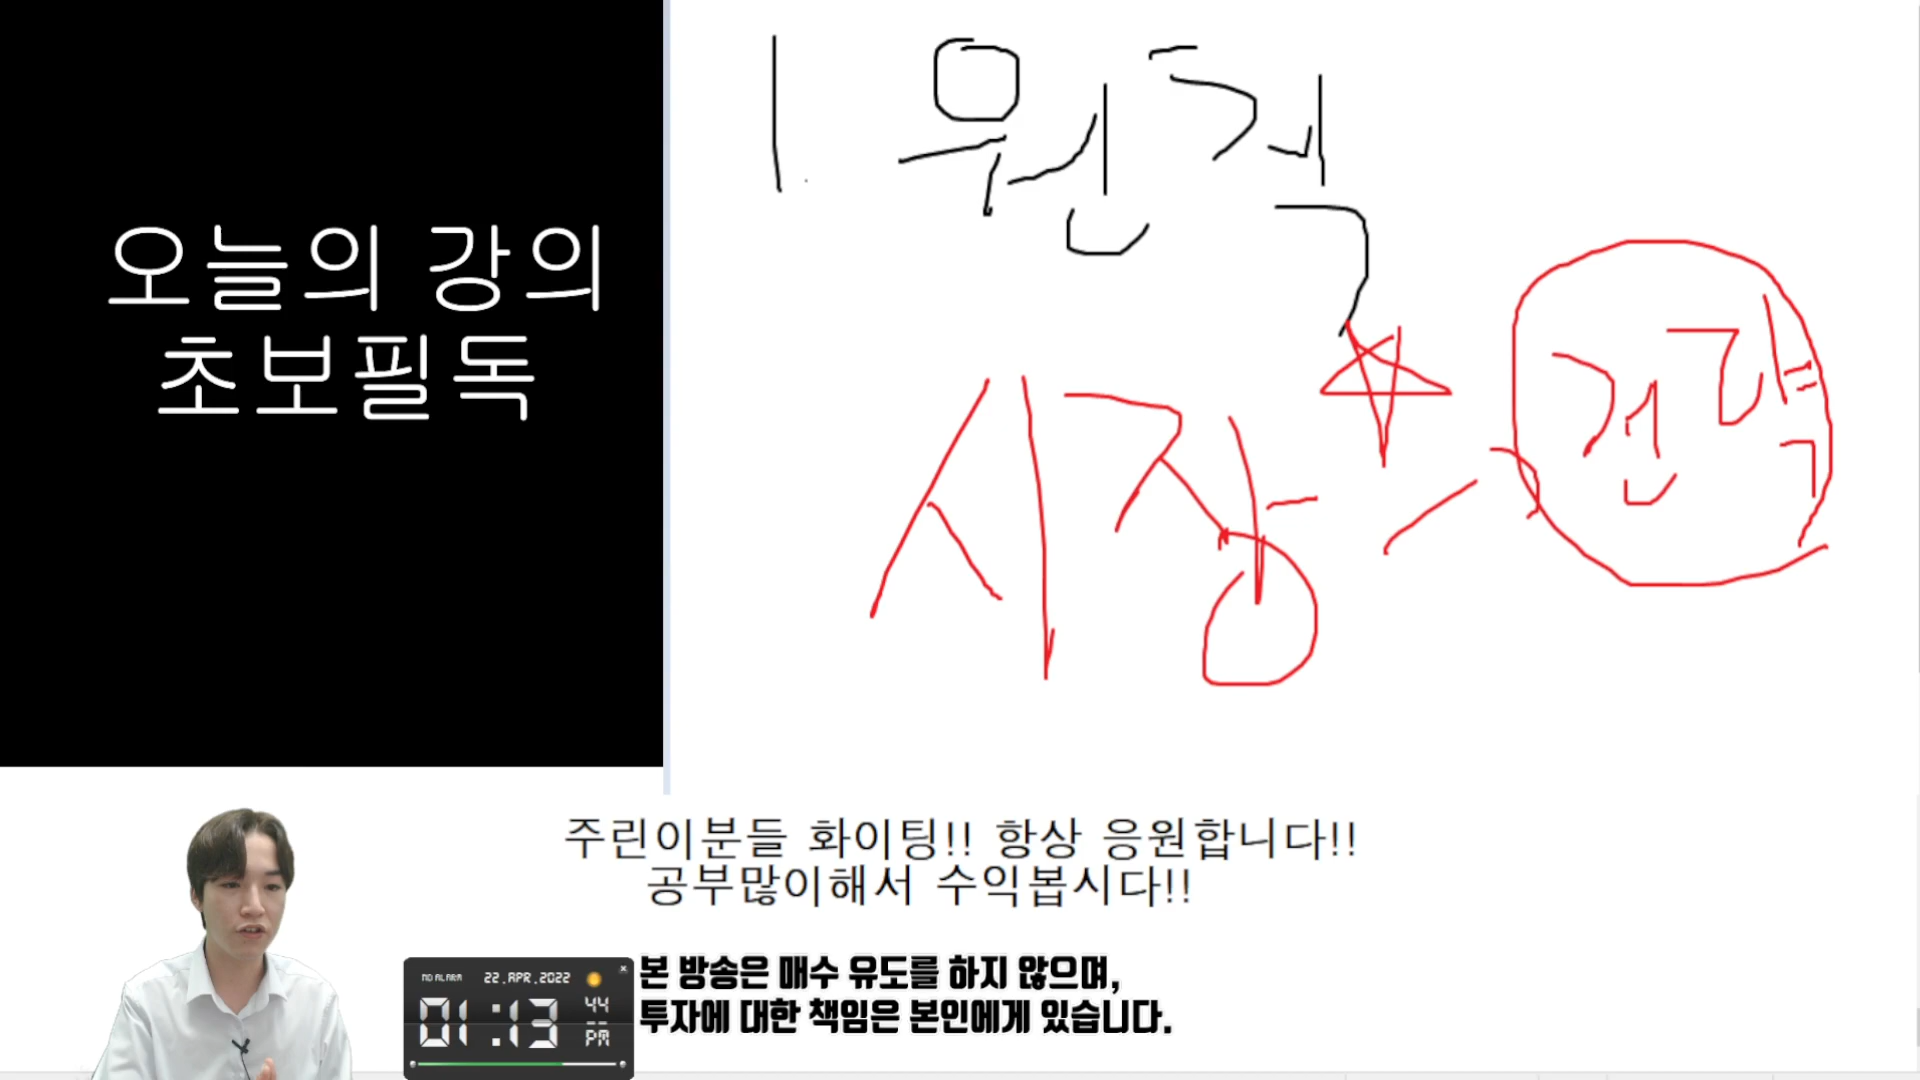 오늘의 강의
초보필독
1. 원칙
시장
전략
주린이분들 화이팅!! 항상 응원합니다!!
공부많이해서 수익봅시다!!
NO ALARM 22.APR.2022
01:13 44 PM
본 방송은 매수 유도를 하지 않으며,
투자에 대한 책임은 본인에게 있습니다.